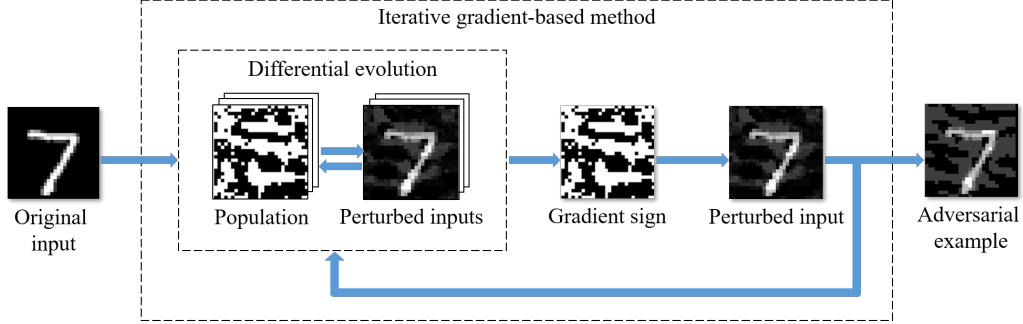 Iterative gradient-based method
Differential evolution
Original
input
Population
Perturbed inputs
Gradient sign
Perturbed input
Adversarial
example